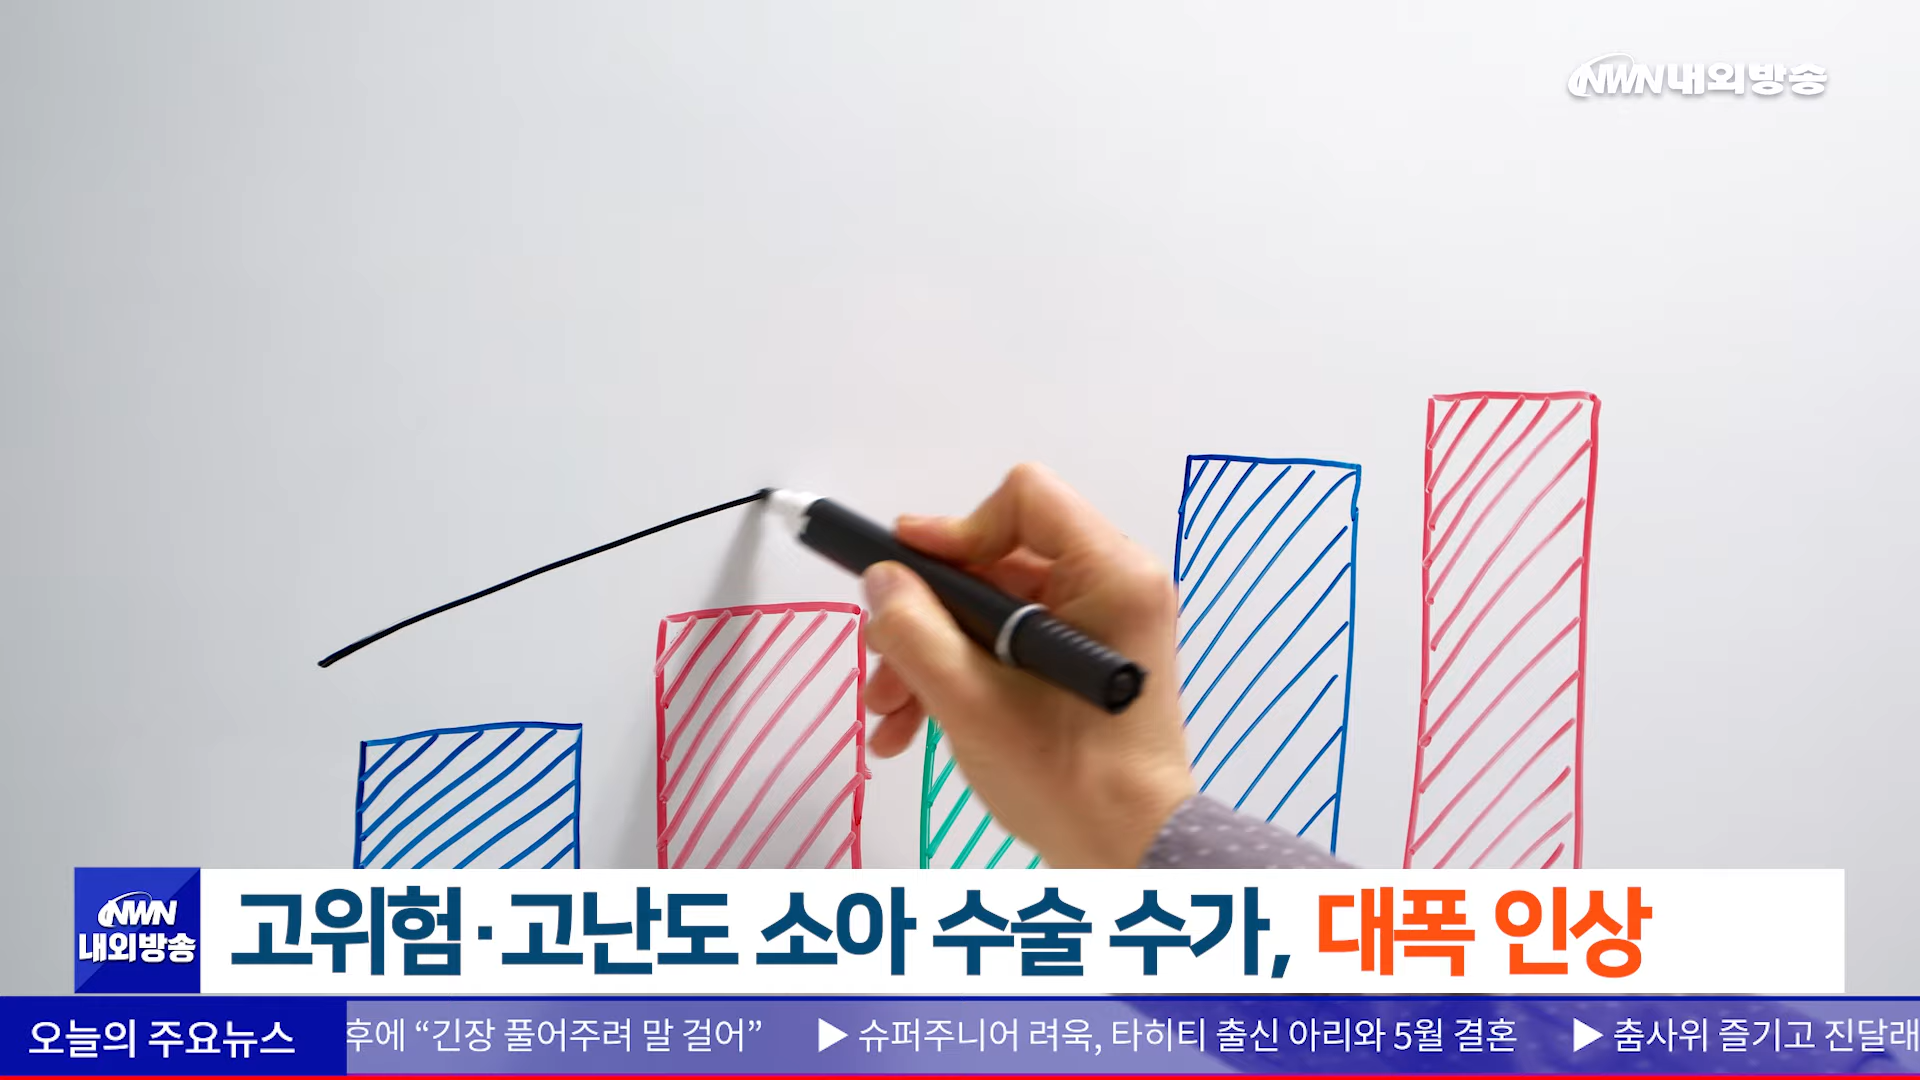 NWN내외방송
NWN
내외방송
고위험·고난도 소아 수술 수가, 대폭 인상
오늘의 주요뉴스
후에 “긴장 풀어주려 말 걸어” ▶ 슈퍼주니어 려욱, 타히티 출신 아리와 5월 결혼 ▶ 춤사위 즐기고 진달래